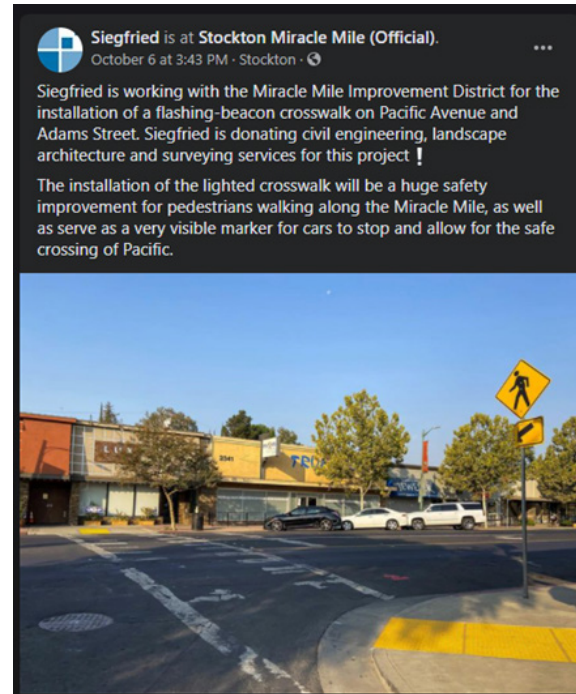 Siegfried is at Stockton Miracle Mile (Official).
October 6 at 3:43 PM · Stockton ·
Siegfried is working with the Miracle Mile Improvement District for the
installation of a flashing-beacon crosswalk on Pacific Avenue and
Adams Street. Siegfried is donating civil engineering, landscape
architecture and surveying services for this project❗
The installation of the lighted crosswalk will be a huge safety
improvement for pedestrians walking along the Miracle Mile, as well
as serve as a very visible marker for cars to stop and allow for the safe
crossing of Pacific.
2341